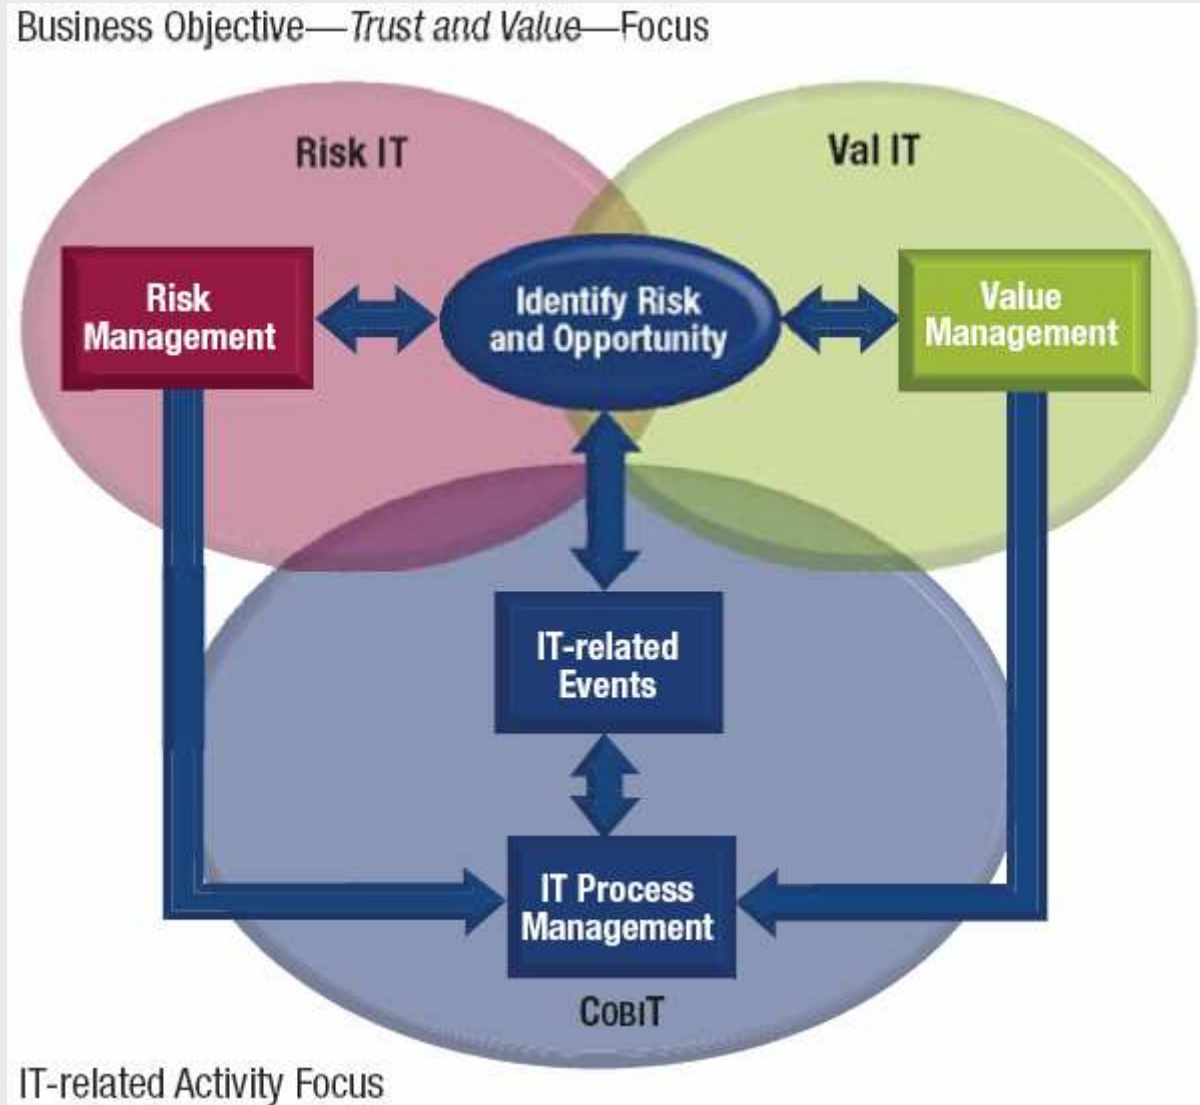 Business Objective—Trust and Value—Focus
Risk IT
Val IT
Risk
Management
Identify Risk
and Opportunity
Value
Management
IT-related
Events
IT Process
Management
COBIT
IT-related Activity Focus